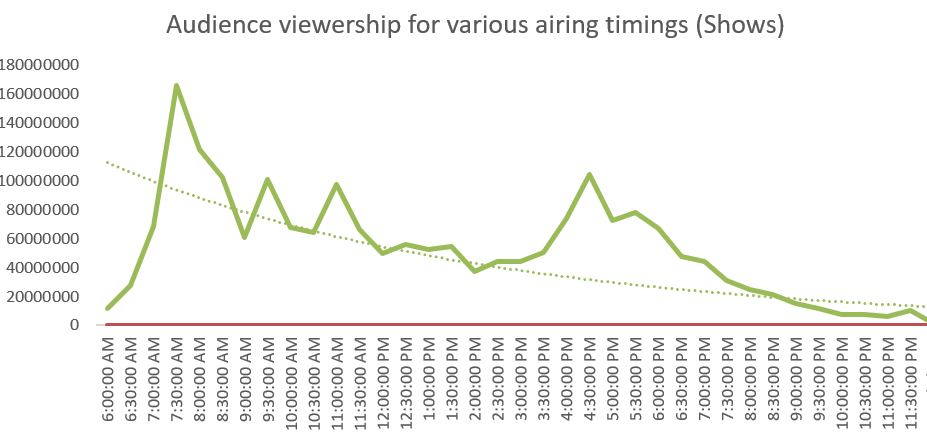 Audience viewership for various airing timings (Shows)
180000000
160000000
140000000
120000000
100000000
80000000
60000000
40000000
20000000
0
6:00:00 AM
6:30:00 AM
7:00:00 AM
7:30:00 AM
8:00:00 AM
8:30:00 AM
9:00:00 AM
9:30:00 AM
10:00:00 AM
10:30:00 AM
11:00:00 AM
11:30:00 AM
12:00:00 PM
12:30:00 PM
1:00:00 PM
1:30:00 PM
2:00:00 PM
2:30:00 PM
3:00:00 PM
3:30:00 PM
4:00:00 PM
4:30:00 PM
5:00:00 PM
5:30:00 PM
6:00:00 PM
6:30:00 PM
7:00:00 PM
7:30:00 PM
8:00:00 PM
8:30:00 PM
9:00:00 PM
9:30:00 PM
10:00:00 PM
10:30:00 PM
11:00:00 PM
11:30:00 PM